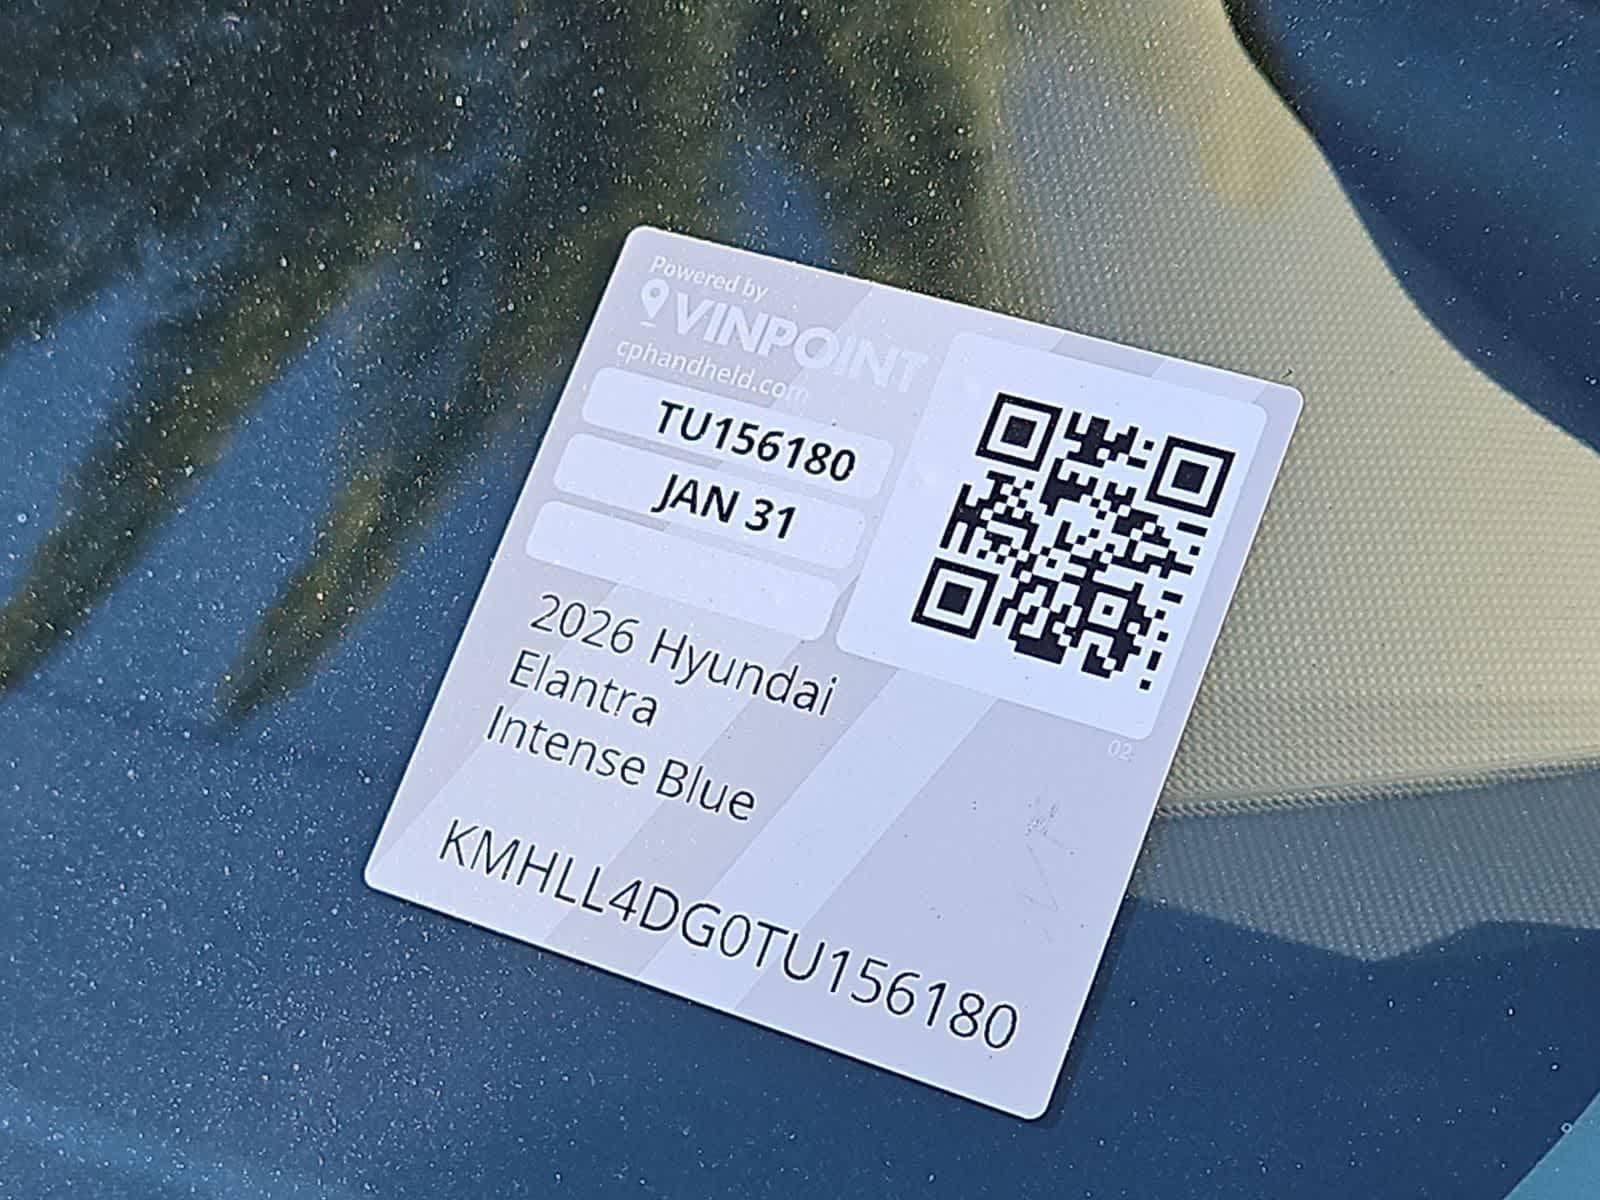 Powered by
VINPOINT
cphandheld.com
TU156180
JAN 31
2026 Hyundai
Elantra
Intense Blue
02
KMHLL4DG0TU156180